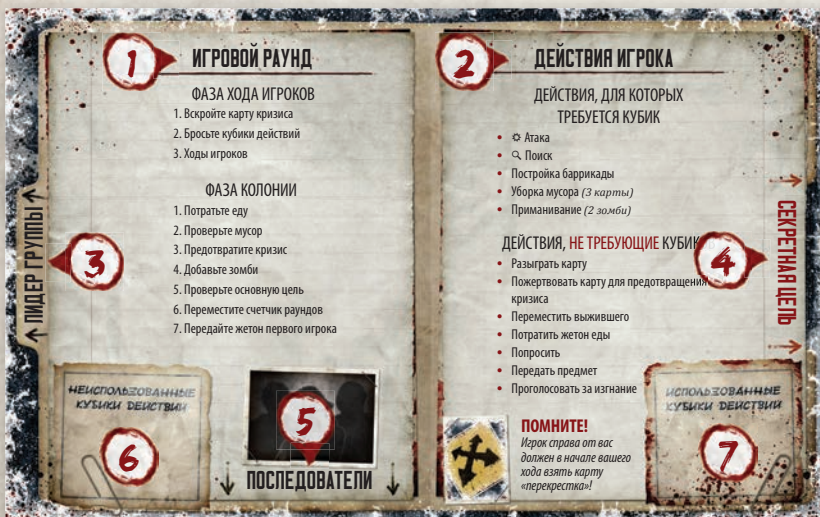 1
ИГРОВОЙ РАУНД
ФАЗА ХОДА ИГРОКОВ
1. Вскройте карту кризиса
2. Бросьте кубики действий
3. Ходы игроков
ФАЗА КОЛОНИИ
1. Потратьте еду
2. Проверьте мусор
3. Предотвратите кризис
4. Добавьте зомби
5. Проверьте основную цель
6. Переместите счетчик раундов
7. Передайте жетон первого игрока
ЛИДЕР ГРУППЫ
3
НЕИСПОЛЬЗОВАННЫЕ
КУБИКИ ДЕЙСТВИЙ
6
5
ПОСЛЕДОВАТЕЛИ
2
ДЕЙСТВИЯ ИГРОКА
ДЕЙСТВИЯ, ДЛЯ КОТОРЫХ
ТРЕБУЕТСЯ КУБИК
• Атака
• Поиск
• Постройка баррикады
• Уборка мусора (3 карты)
• Приманивание (2 зомби)
ДЕЙСТВИЯ, НЕ ТРЕБУЮЩИЕ КУБИК
• Разыграть карту
• Пожертвовать карту для предотвращения
кризиса
• Переместить выжившего
• Потратить жетон еды
• Попросить
• Передать предмет
• Проголосовать за изгнание
4
СЕКРЕТНАЯ ЦЕЛЬ
ПОМНИТЕ!
Игрок справа от вас
должен в начале вашего
хода взять карту
«перекрестка»!
ИСПОЛЬЗОВАННЫЕ
КУБИКИ ДЕЙСТВИЙ
7